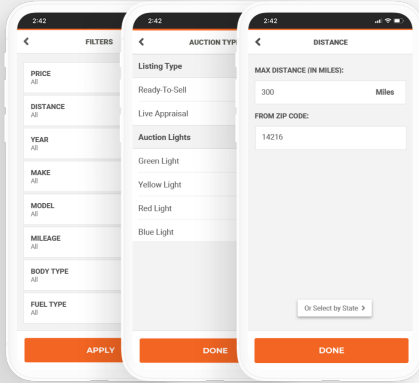 2:42
FILTERS
PRICE
All
DISTANCE
All
YEAR
All
MAKE
All
MODEL
All
MILEAGE
All
BODY TYPE
All
FUEL TYPE
All
APPLY
2:42
AUCTION TYP
Listing Type
Ready-To-Sell
Live Appraisal
Auction Lights
Green Light
Yellow Light
Red Light
Blue Light
DONE
2:42
DISTANCE
MAX DISTANCE (IN MILES):
300 Miles
FROM ZIP CODE:
14216
Or Select by State >
DONE